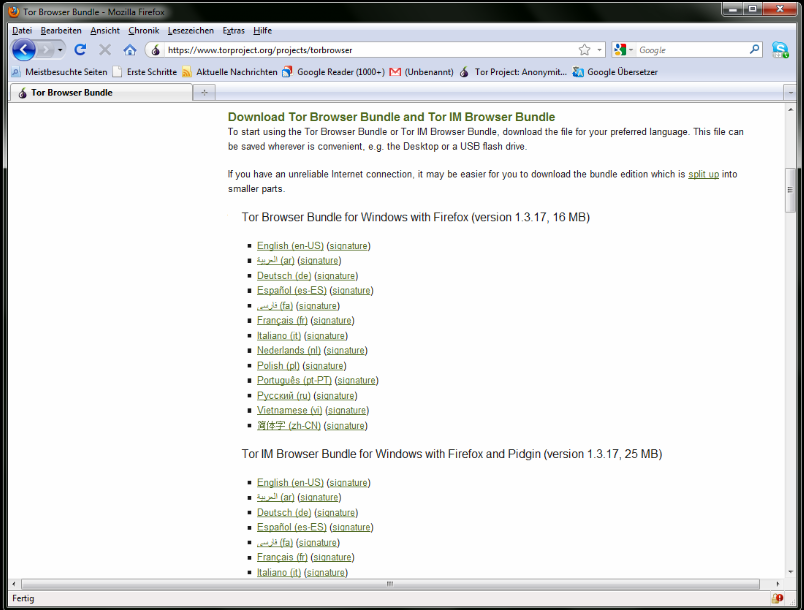 Tor Browser Bundle - Mozilla Firefox
Datei Bearbeiten Ansicht Chronik Lesezeichen Extras Hilfe
https://www.torproject.org/projects/torbrowser
Google
Meistbesuchte Seiten Erste Schritte Aktuelle Nachrichten Google Reader (1000+) (Unbenannt) Tor Project: Anonymit... Google Übersetzer
Tor Browser Bundle
Download Tor Browser Bundle and Tor IM Browser Bundle
To start using the Tor Browser Bundle or Tor IM Browser Bundle, download the file for your preferred language. This file can
be saved wherever is convenient, e.g. the Desktop or a USB flash drive.
If you have an unreliable Internet connection, it may be easier for you to download the bundle edition which is split up into
smaller parts.
Tor Browser Bundle for Windows with Firefox (version 1.3.17, 16 MB)
English (en-US) (signature)
العربية (ar) (signature)
Deutsch (de) (signature)
Español (es-ES) (signature)
فارسی (fa) (signature)
Français (fr) (signature)
Italiano (it) (signature)
Nederlands (nl) (signature)
Polish (pl) (signature)
Português (pt-PT) (signature)
Русский (ru) (signature)
Vietnamese (vi) (signature)
简体字 (zh-CN) (signature)
Tor IM Browser Bundle for Windows with Firefox and Pidgin (version 1.3.17, 25 MB)
English (en-US) (signature)
العربية (ar) (signature)
Deutsch (de) (signature)
Español (es-ES) (signature)
فارسی (fa) (signature)
Français (fr) (signature)
Italiano (it) (signature)
Fertig